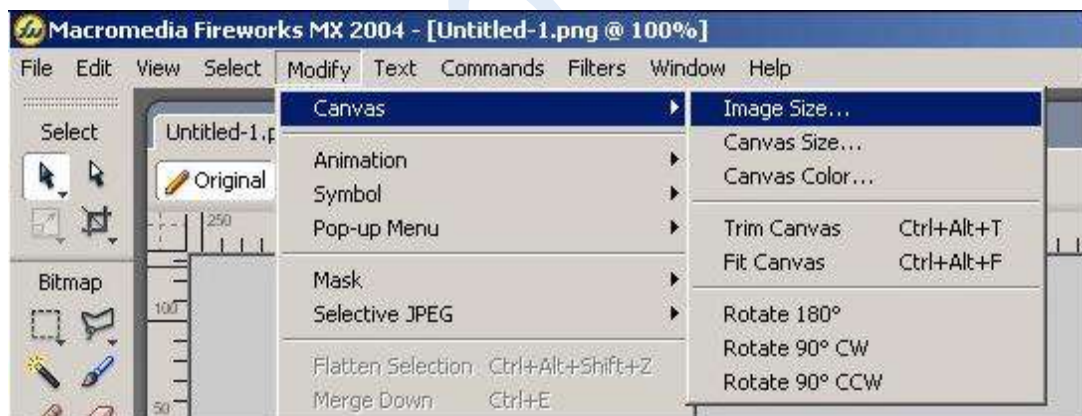 Macromedia Fireworks MX 2004 - [Untitled-1.png @ 100%]
File Edit View Select Modify Text Commands Filters Window Help
Select
Untitled-1.p
Original
250
Bitmap
100
50
Canvas
Animation
Symbol
Pop-up Menu
Mask
Selective JPEG
Flatten Selection Ctrl+Alt+Shift+Z
Merge Down Ctrl+E
Image Size...
Canvas Size...
Canvas Color...
Trim Canvas Ctrl+Alt+T
Fit Canvas Ctrl+Alt+F
Rotate 180°
Rotate 90° CW
Rotate 90° CCW